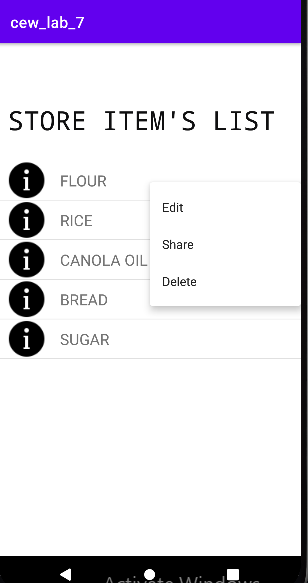 cew_lab_7
STORE ITEM'S LIST
FLOUR
RICE
CANOLA OIL
BREAD
SUGAR
Edit
Share
Delete
Activate Windows